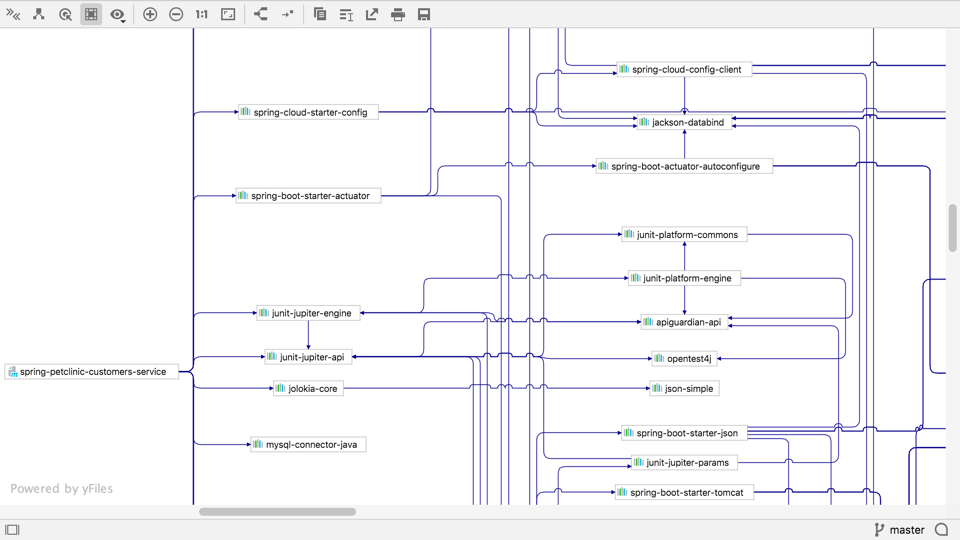 1:1
spring-cloud-config-client
spring-cloud-starter-config
jackson-databind
spring-boot-actuator-autoconfigure
spring-boot-starter-actuator
junit-platform-commons
junit-platform-engine
junit-jupiter-engine
apiguardian-api
junit-jupiter-api
opentest4j
spring-petclinic-customers-service
jolokia-core
json-simple
spring-boot-starter-json
mysql-connector-java
junit-jupiter-params
Powered by yFiles
spring-boot-starter-tomcat
master